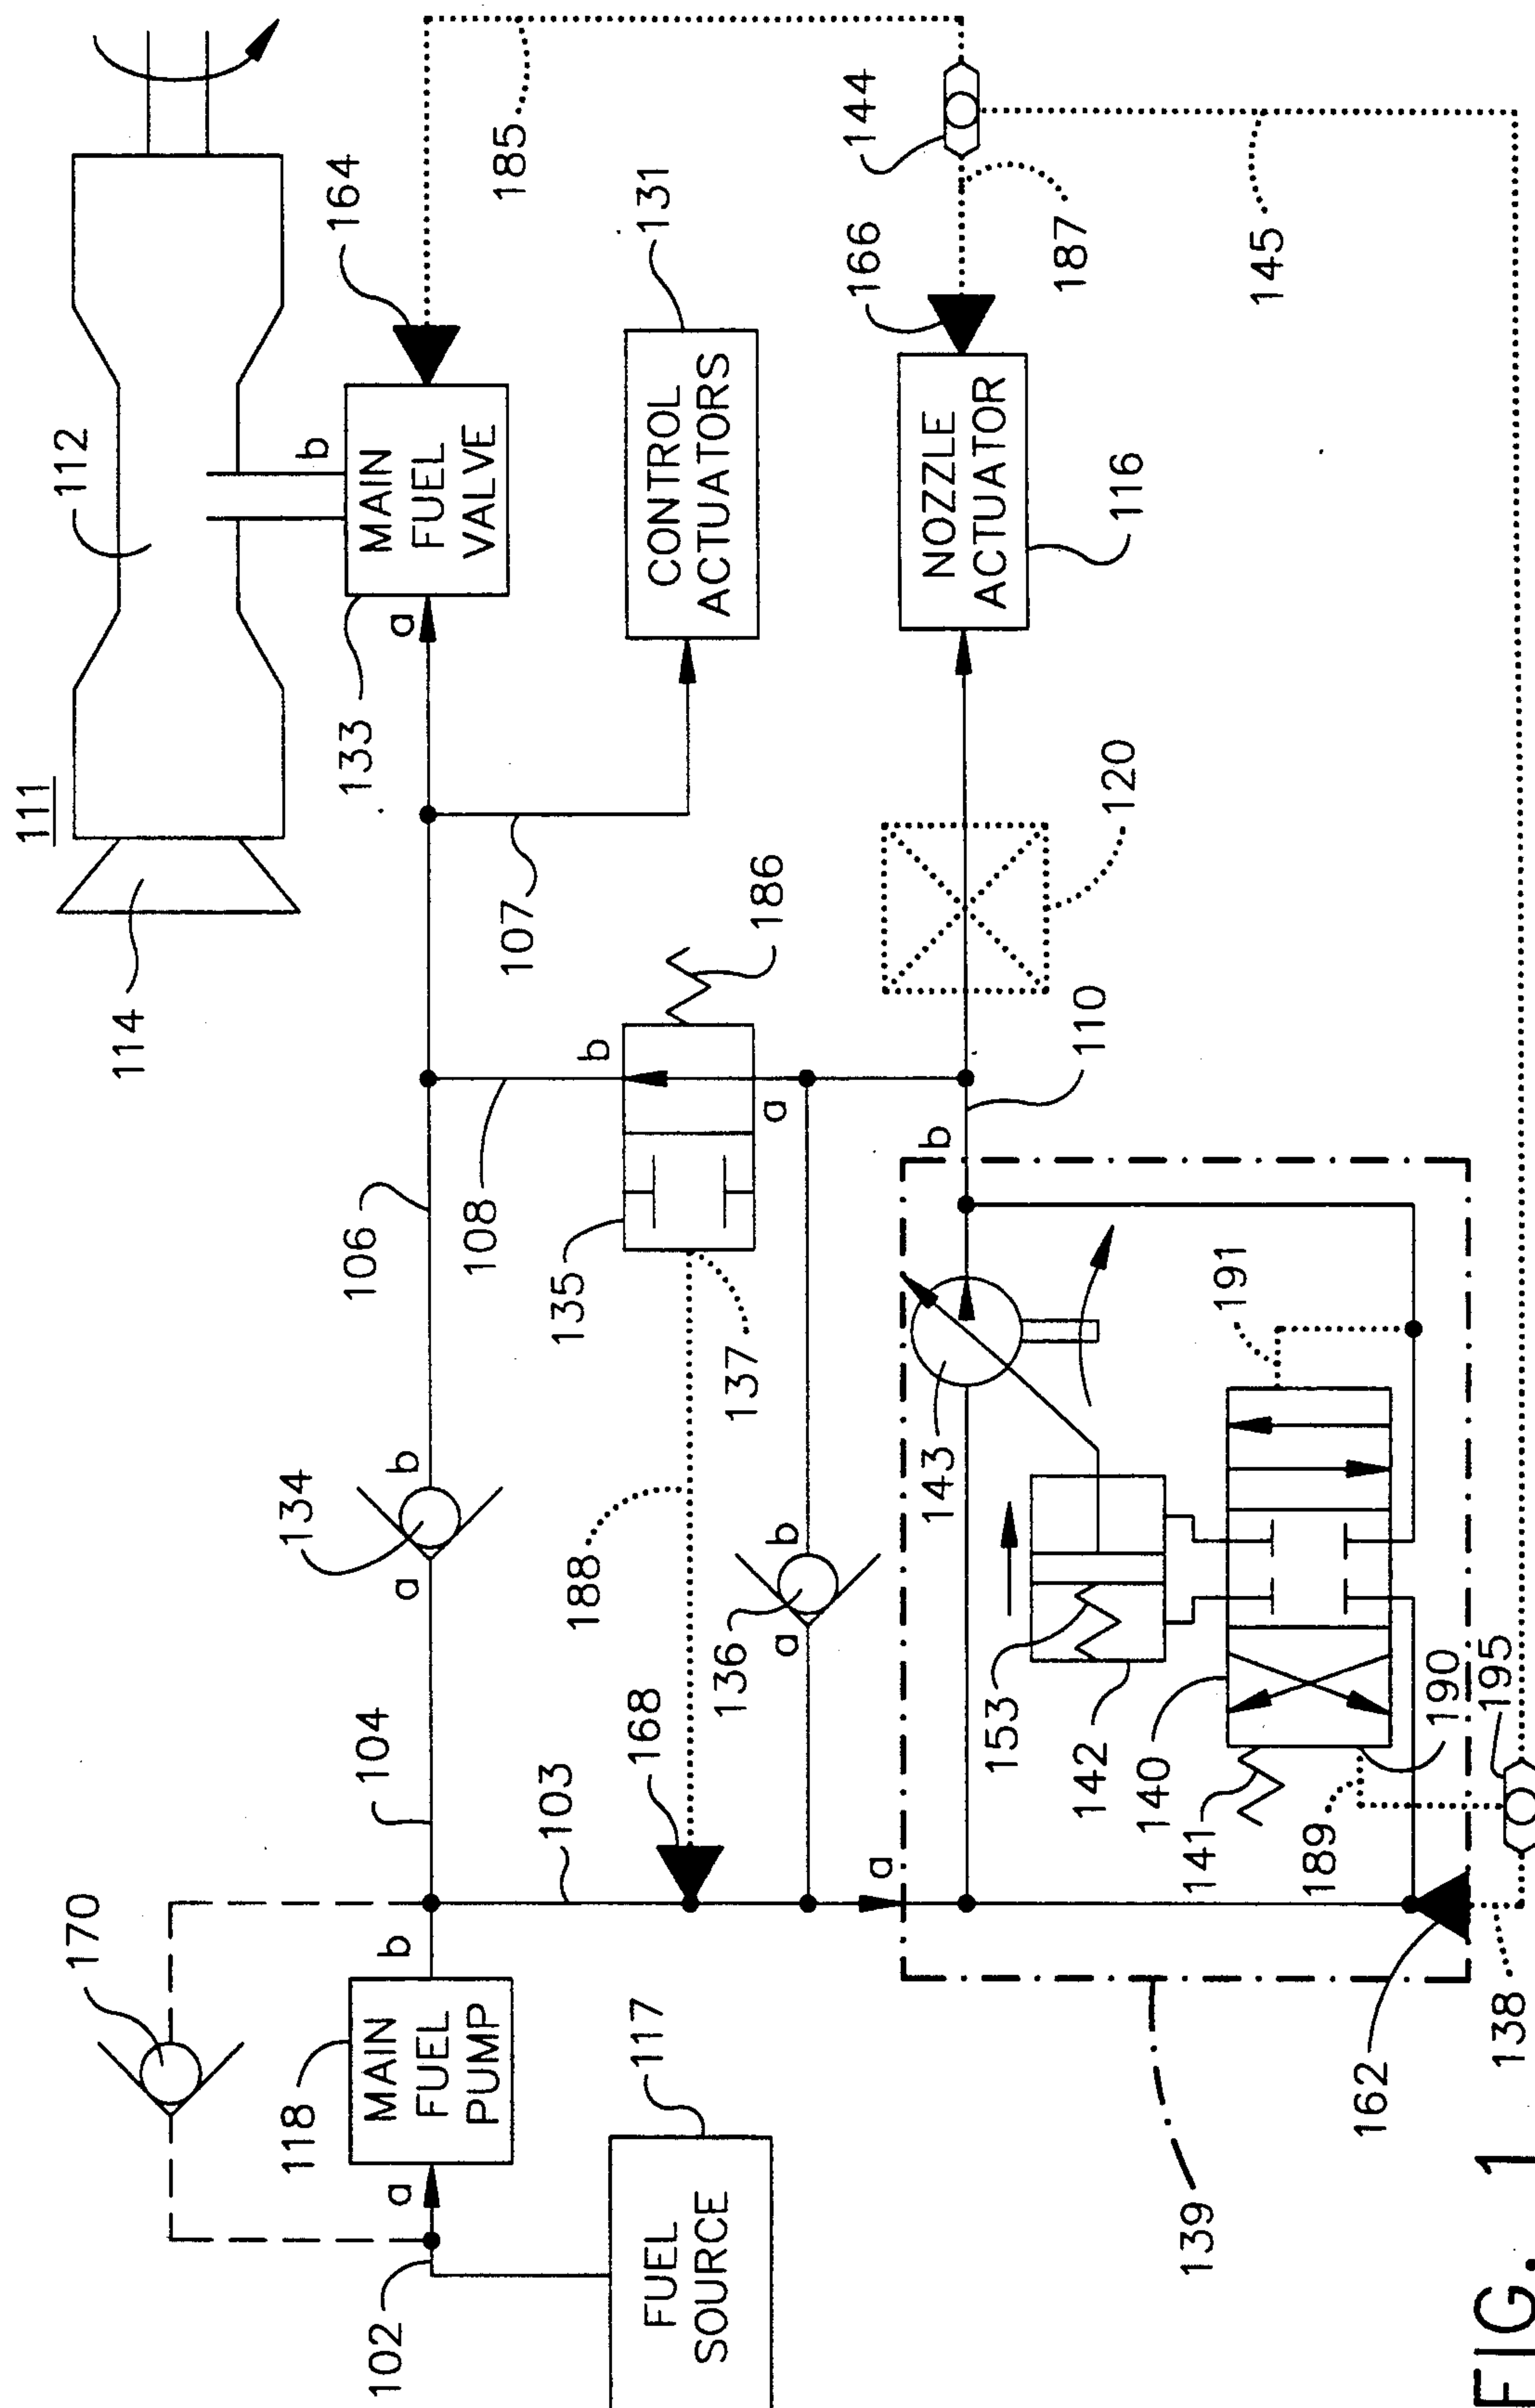 111
112
114
b
MAIN
FUEL
VALVE
a
133
164
185
131
CONTROL
ACTUATORS
107
106
108
b
a
135
186
137
188
134
a
b
104
103
170
b
118
MAIN
FUEL
PUMP
a
102
117
FUEL
SOURCE
168
136
a
b
144
166
187
145
NOZZLE
ACTUATOR
116
120
110
b
143
191
153
142
140
141
189
190
195
a
162
138
139
FIG. 1